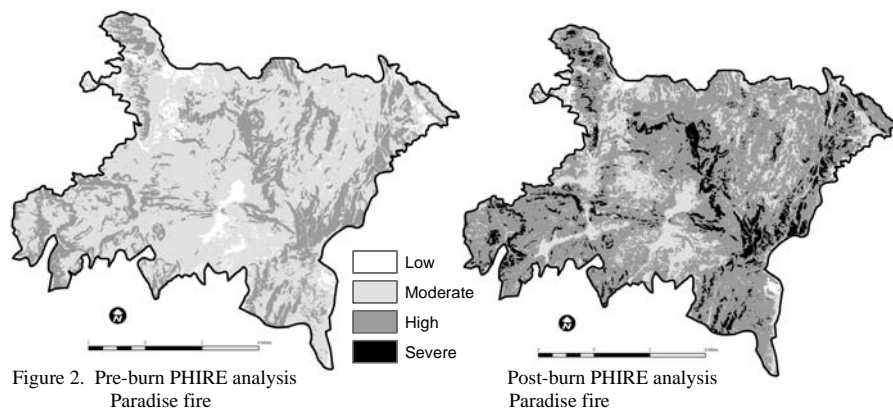 Low
Moderate
High
Severe
Figure 2. Pre-burn PHIRE analysis
Paradise fire
Post-burn PHIRE analysis
Paradise fire